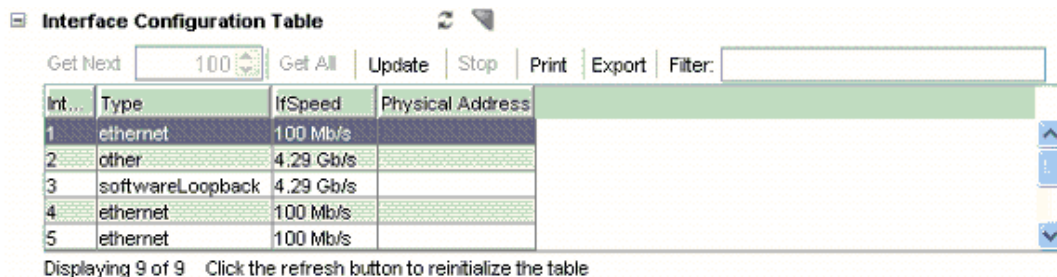 Interface Configuration Table
Get Next 100 Get All Update Stop Print Export Filter:
Int... Type IfSpeed Physical Address
1 ethernet 100 Mb/s
2 other 4.29 Gb/s
3 softwareLoopback 4.29 Gb/s
4 ethernet 100 Mb/s
5 ethernet 100 Mb/s
Displaying 9 of 9 Click the refresh button to reinitialize the table